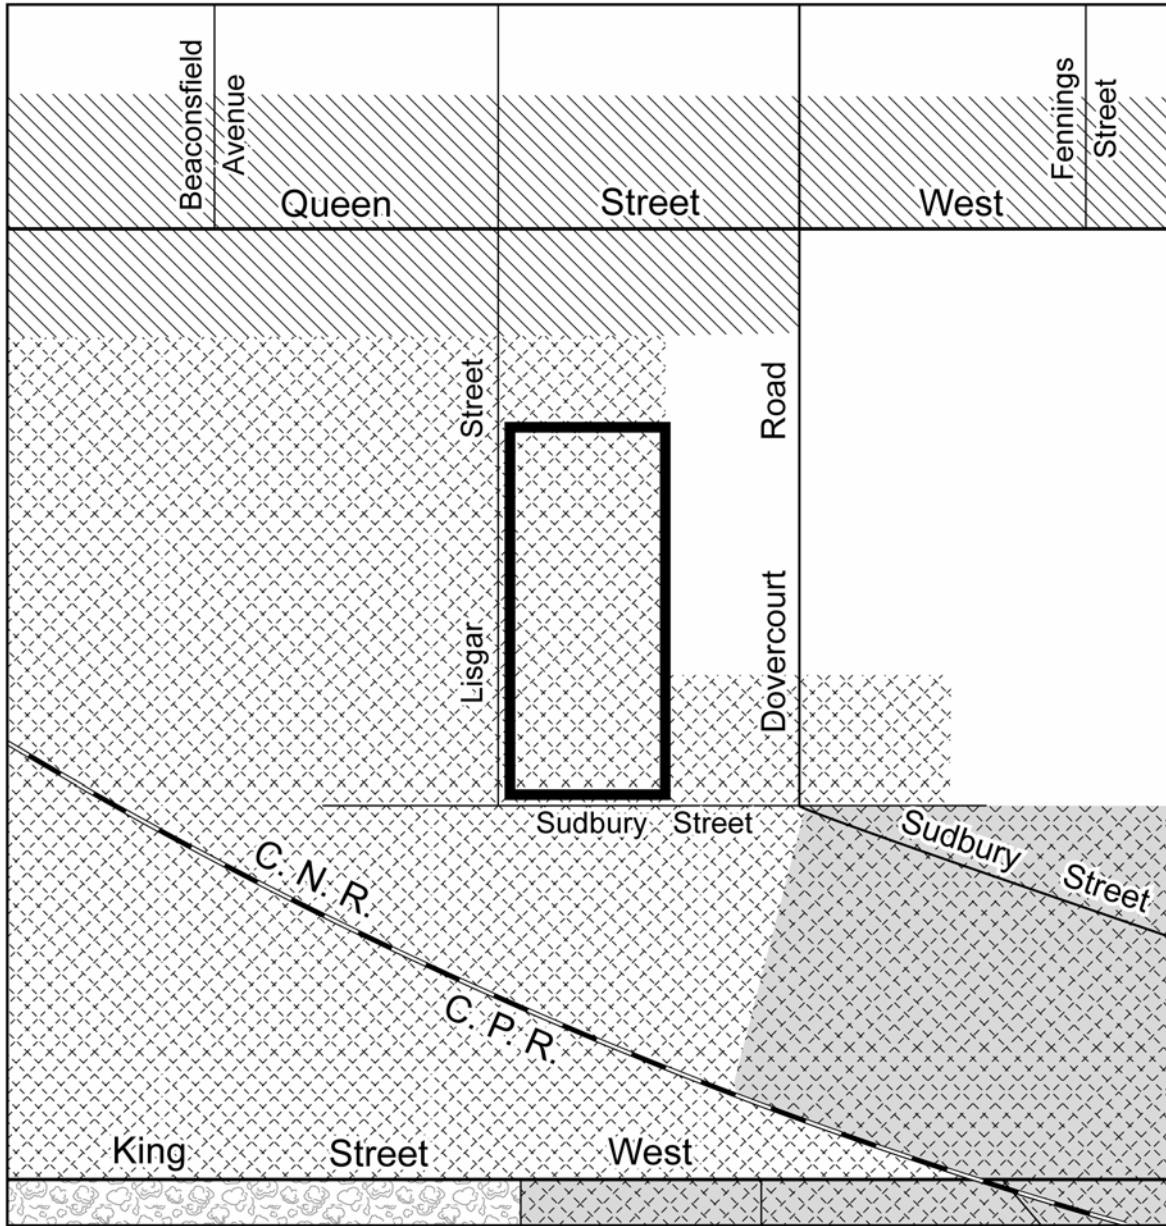 Beaconsfield
Avenue
Fennings
Street
Queen Street West
Street
Road
Lisgar
Dovercourt
Sudbury Street
Sudbury Street
C. N. R.
C. P. R.
King Street West